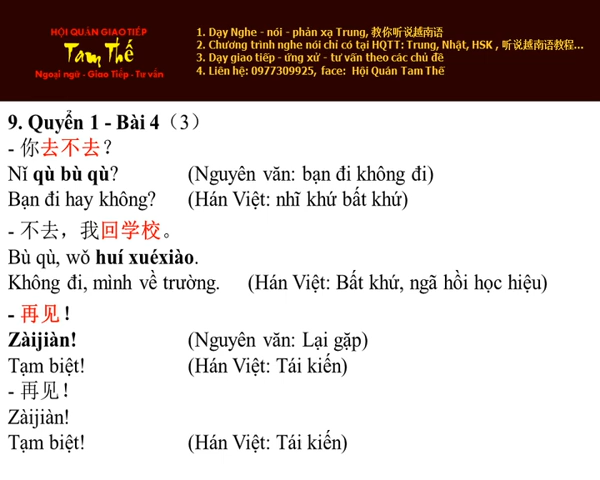 HỘI QUÁN GIAO TIẾP
Tam Thế
Ngoại ngữ - Giao Tiếp - Tư vấn
1. Dạy Nghe - nói - phản xạ Trung, 教你听说越南语
2. Chương trình nghe nói chỉ có tại HQTT: Trung, Nhật, HSK , 听说越南语教程...
3. Dạy giao tiếp - ứng xử - tư vấn theo các chủ đề
4. Liên hệ: 0977309925, face: Hội Quán Tam Thế
9. Quyển 1 - Bài 4（3）
- 你去不去？
Nǐ qù bù qù? (Nguyên văn: bạn đi không đi)
Bạn đi hay không? (Hán Việt: nhĩ khứ bất khứ)
- 不去，我回学校。
Bù qù, wǒ huí xuéxiào.
Không đi, mình về trường. (Hán Việt: Bất khứ, ngã hồi học hiệu)
- 再见！
Zàijiàn! (Nguyên văn: Lại gặp)
Tạm biệt! (Hán Việt: Tái kiến)
- 再见！
Zàijiàn!
Tạm biệt! (Hán Việt: Tái kiến)